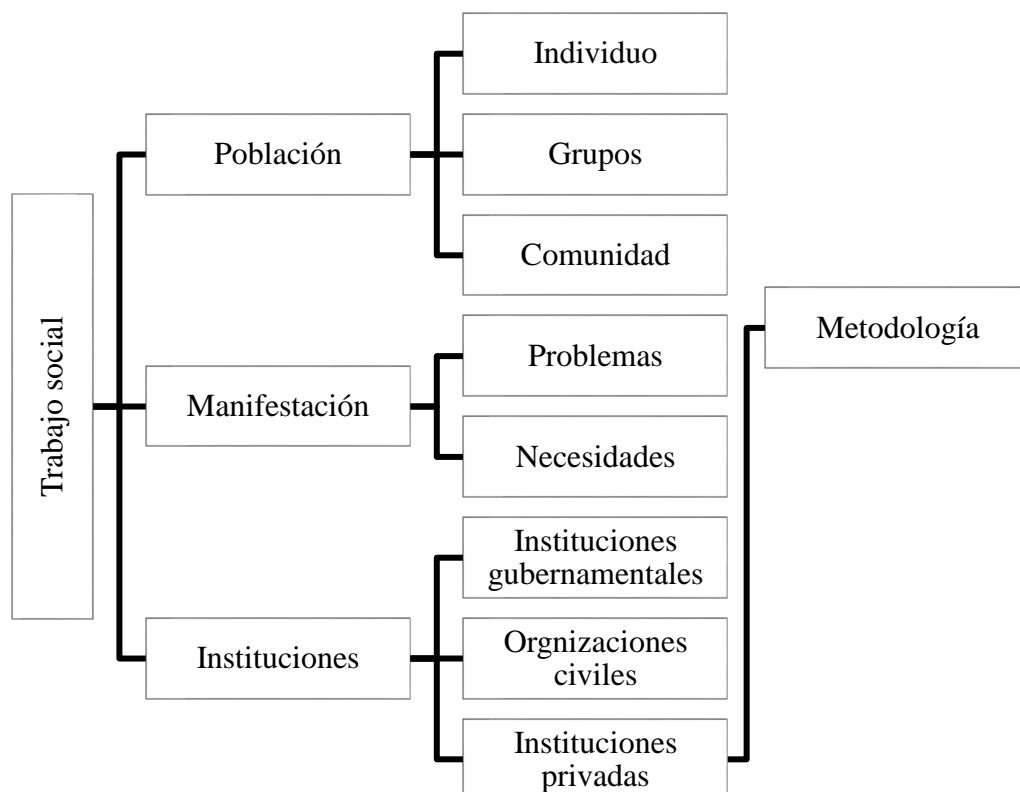 Trabajo social
Población
Individuo
Grupos
Comunidad
Manifestación
Problemas
Necesidades
Instituciones
Instituciones
gubernamentales
Orgnizaciones
civiles
Instituciones
privadas
Metodología